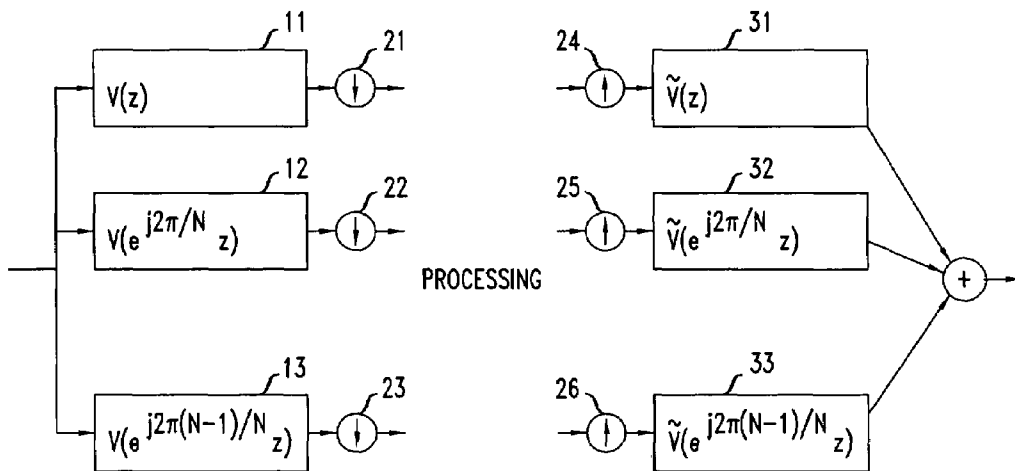 11 21 24 31
V(z) ↓ ↑ Ṽ(z)
12 22 25 32
V(e^{j2π/N} z) ↓ ↑ Ṽ(e^{j2π/N} z)
PROCESSING +
13 23 26 33
V(e^{j2π(N-1)/N} z) ↓ ↑ Ṽ(e^{j2π(N-1)/N} z)